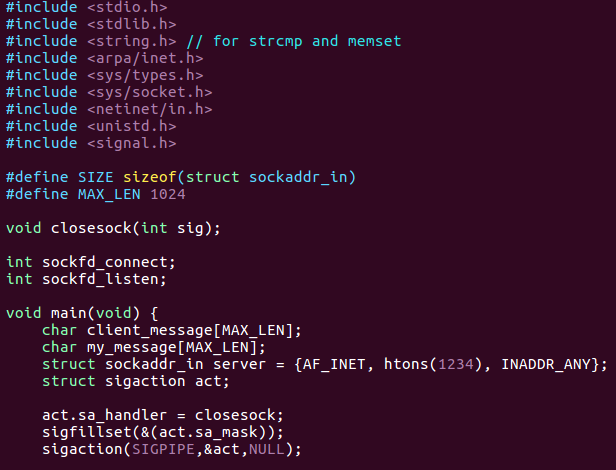 #include <stdio.h>
#include <stdlib.h>
#include <string.h> // for strcmp and memset
#include <arpa/inet.h>
#include <sys/types.h>
#include <sys/socket.h>
#include <netinet/in.h>
#include <unistd.h>
#include <signal.h>

#define SIZE sizeof(struct sockaddr_in)
#define MAX_LEN 1024

void closesock(int sig);

int sockfd_connect;
int sockfd_listen;

void main(void) {
    char client_message[MAX_LEN];
    char my_message[MAX_LEN];
    struct sockaddr_in server = {AF_INET, htons(1234), INADDR_ANY};
    struct sigaction act;

    act.sa_handler = closesock;
    sigfillset(&(act.sa_mask));
    sigaction(SIGPIPE,&act,NULL);